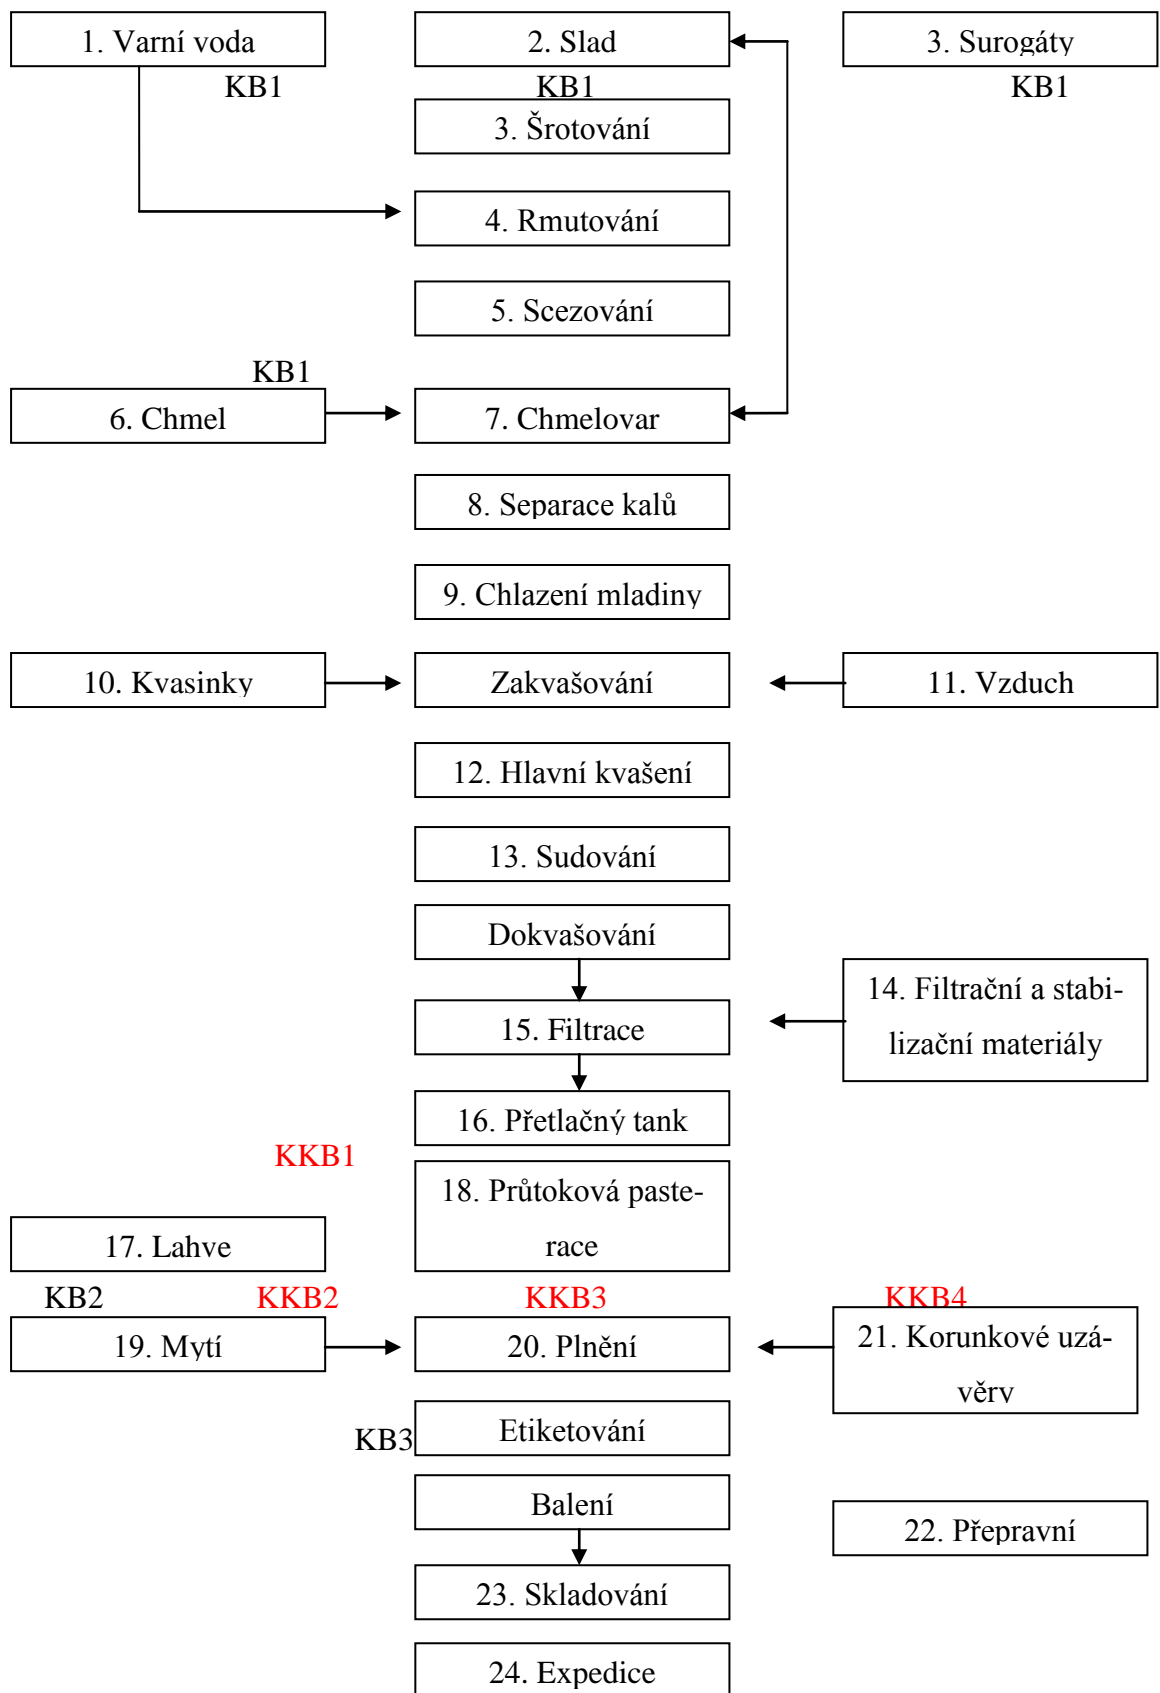 1. Varní voda
2. Slad
3. Surogáty
KB1
KB1
KB1
3. Šrotování
4. Rmutování
5. Scezování
KB1
6. Chmel
7. Chmelovar
8. Separace kalů
9. Chlazení mladiny
10. Kvasinky
Zakvašování
11. Vzduch
12. Hlavní kvašení
13. Sudování
Dokvašování
14. Filtrační a stabi-
lizační materiály
15. Filtrace
16. Přetlačný tank
KKB1
18. Průtoková paste-
race
17. Lahve
KB2
KKB2
KKB3
KKB4
19. Mytí
20. Plnění
21. Korunkové uzá-
věry
Etiketování
KB3
Balení
22. Přepravní
23. Skladování
24. Expedice